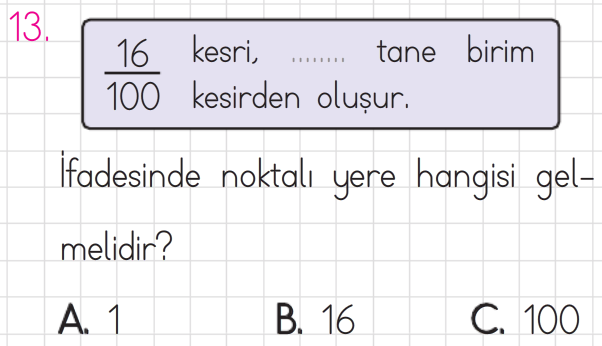 13.
16/100 kesri, ........ tane birim
kesirden oluşur.
İfadesinde noktalı yere hangisi gel-
melidir?
A. 1 B. 16 C. 100